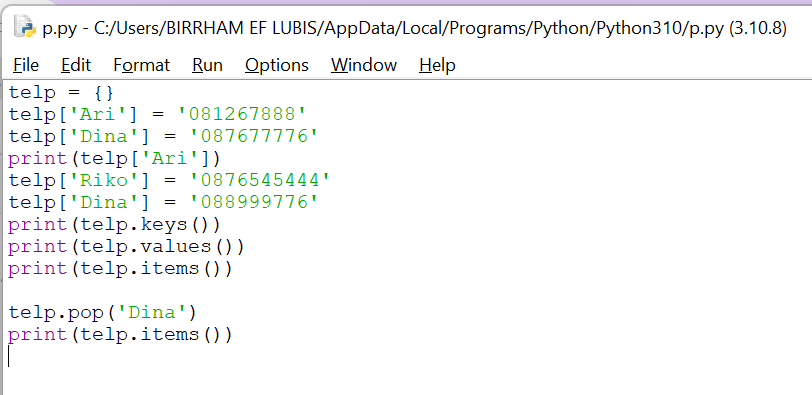 p.py - C:/Users/BIRRHAM EF LUBIS/AppData/Local/Programs/Python/Python310/p.py (3.10.8)
File Edit Format Run Options Window Help
telp = {}
telp['Ari'] = '081267888'
telp['Dina'] = '087677776'
print(telp['Ari'])
telp['Riko'] = '0876545444'
telp['Dina'] = '088999776'
print(telp.keys())
print(telp.values())
print(telp.items())
telp.pop('Dina')
print(telp.items())